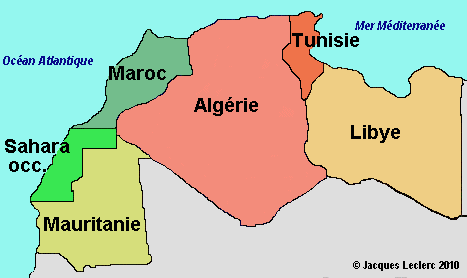 Mer Méditerranée
Tunisie
Océan Atlantique
Maroc
Algérie
Libye
Sahara
occ.
Mauritanie
© Jacques Leclerc 2010